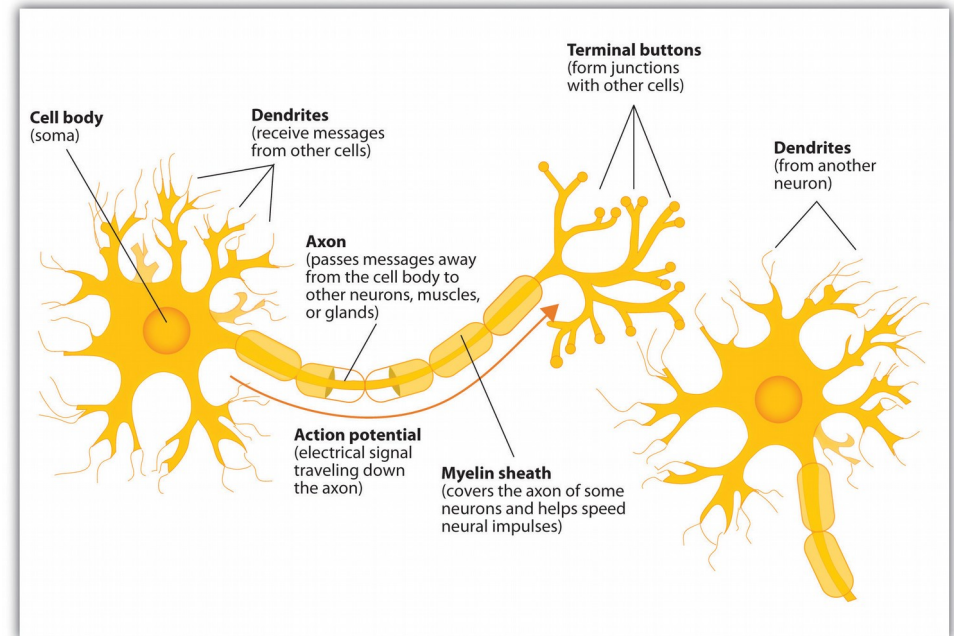 Terminal buttons
(form junctions
with other cells)
Cell body
(soma)
Dendrites
(receive messages
from other cells)
Dendrites
(from another
neuron)
Axon
(passes messages away
from the cell body to
other neurons, muscles,
or glands)
Action potential
(electrical signal
traveling down
the axon)
Myelin sheath
(covers the axon of some
neurons and helps speed
neural impulses)